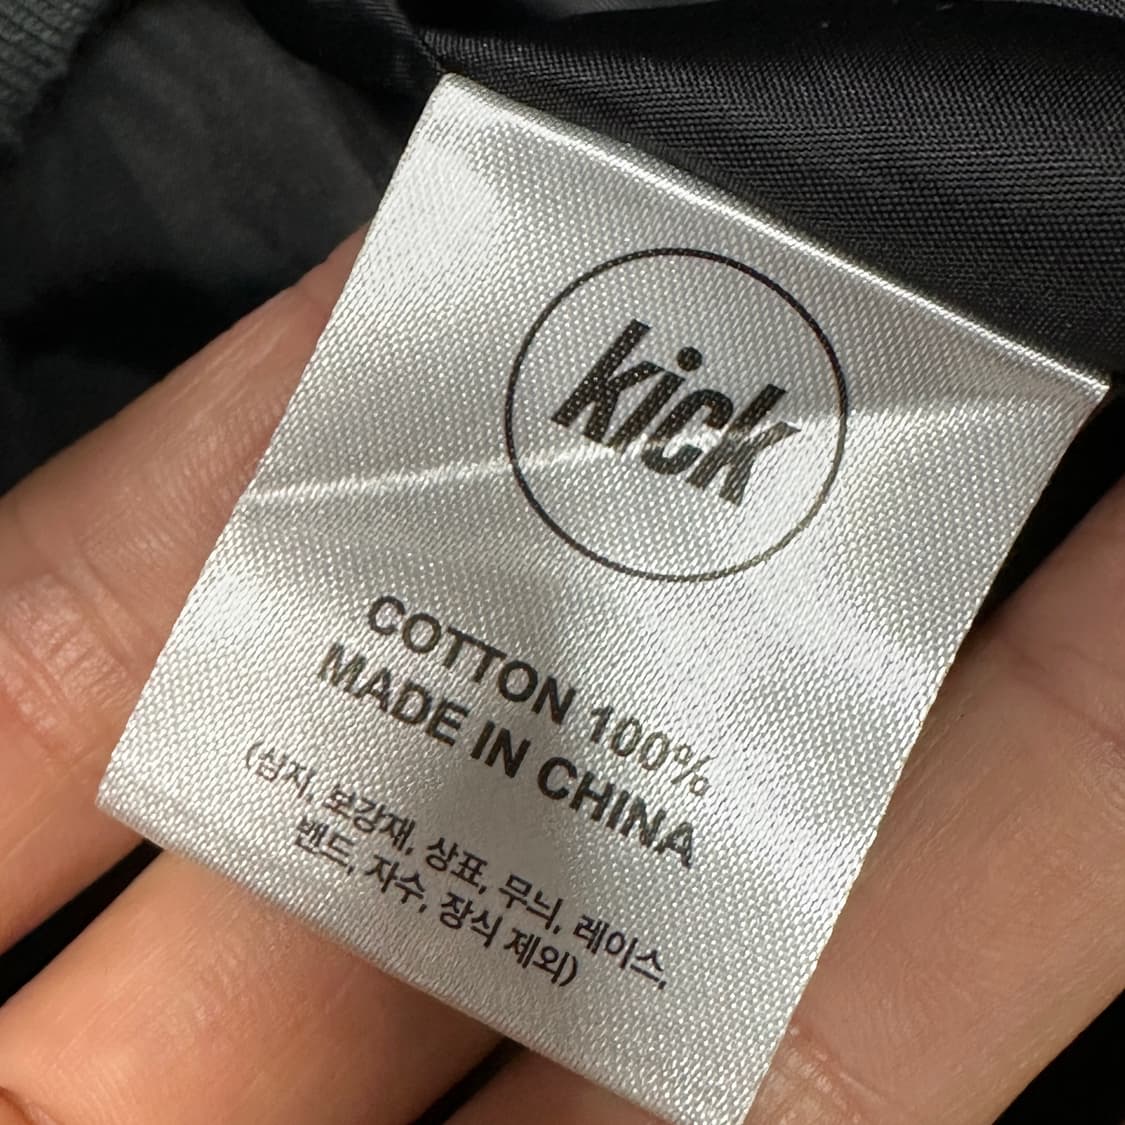 kick
COTTON 100%
MADE IN CHINA
(심지, 보강재, 상표, 무늬, 레이스,
밴드, 자수, 장식 제외)